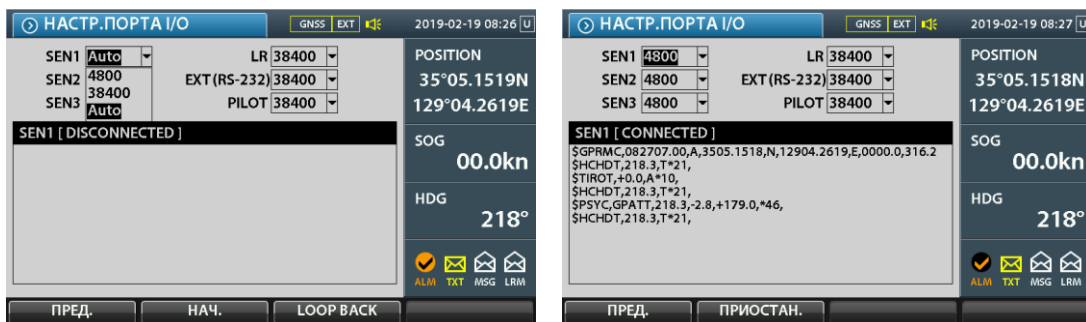 НАСТР.ПОРТА I/O GNSS EXT 2019-02-19 08:26 U
SEN1 Auto LR 38400
SEN2 4800 EXT(RS-232) 38400
38400
SEN3 Auto PILOT 38400
SEN1 [ DISCONNECTED ]
POSITION
35°05.1519N
129°04.2619E
SOG
00.0kn
HDG
218°
ALM TXT MSG LRM
ПРЕД. НАЧ. LOOP BACK
НАСТР.ПОРТА I/O GNSS EXT 2019-02-19 08:27 U
SEN1 4800 LR 38400
SEN2 4800 EXT(RS-232) 38400
SEN3 4800 PILOT 38400
SEN1 [ CONNECTED ]
$GPRMC,082707.00,A,3505.1518,N,12904.2619,E,0000.0,316.2
$HCHDT,218.3,T*21,
$TIROT,+0.0,A*10,
$HCHDT,218.3,T*21,
$PSYC,GPATT,218.3,-2.8,+179.0,*46,
$HCHDT,218.3,T*21,
POSITION
35°05.1518N
129°04.2619E
SOG
00.0kn
HDG
218°
ALM TXT MSG LRM
ПРЕД. ПРИОСТАН.